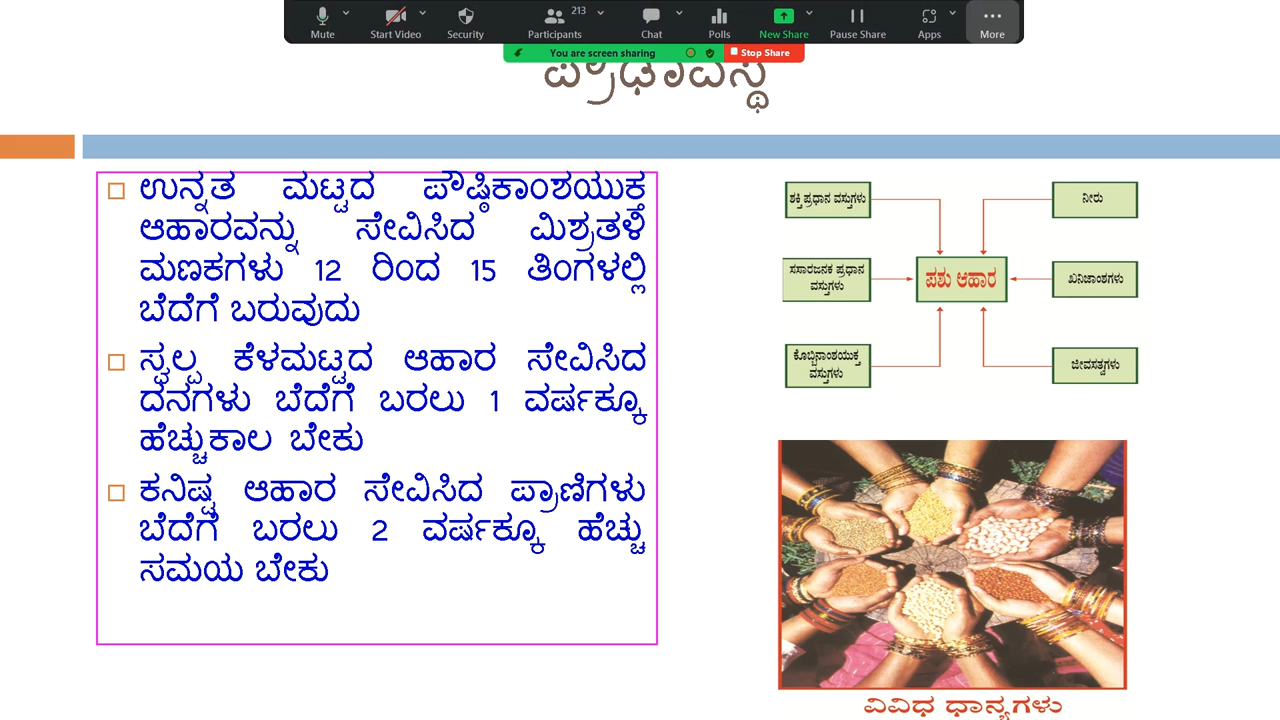 Mute
Start Video
Security
Participants
213
Chat
Polls
New Share
Pause Share
Apps
More
You are screen sharing
Stop Share
ಪ್ರೌಢಾವಸ್ಥೆ
ಉನ್ನತ ಮಟ್ಟದ ಪೌಷ್ಠಿಕಾಂಶಯುಕ್ತ
ಆಹಾರವನ್ನು ಸೇವಿಸಿದ ಮಿಶ್ರತಳಿ
ಮಣಕಗಳು 12 ರಿಂದ 15 ತಿಂಗಳಲ್ಲಿ
ಬೆದೆಗೆ ಬರುವುದು
ಸ್ವಲ್ಪ ಕೆಳಮಟ್ಟದ ಆಹಾರ ಸೇವಿಸಿದ
ದನಗಳು ಬೆದೆಗೆ ಬರಲು 1 ವರ್ಷಕ್ಕೂ
ಹೆಚ್ಚುಕಾಲ ಬೇಕು
ಕನಿಷ್ಟ ಆಹಾರ ಸೇವಿಸಿದ ಪ್ರಾಣಿಗಳು
ಬೆದೆಗೆ ಬರಲು 2 ವರ್ಷಕ್ಕೂ ಹೆಚ್ಚು
ಸಮಯ ಬೇಕು
ಶಕ್ತಿ ಪ್ರಧಾನ ವಸ್ತುಗಳು
ನೀರು
ಸಸಾರಜನಕ ಪ್ರಧಾನ
ವಸ್ತುಗಳು
ಪಶು ಆಹಾರ
ಖನಿಜಾಂಶಗಳು
ಕೊಬ್ಬಿನಾಂಶಯುಕ್ತ
ವಸ್ತುಗಳು
ಜೀವಸತ್ವಗಳು
ವಿವಿಧ ಧಾನ್ಯಗಳು